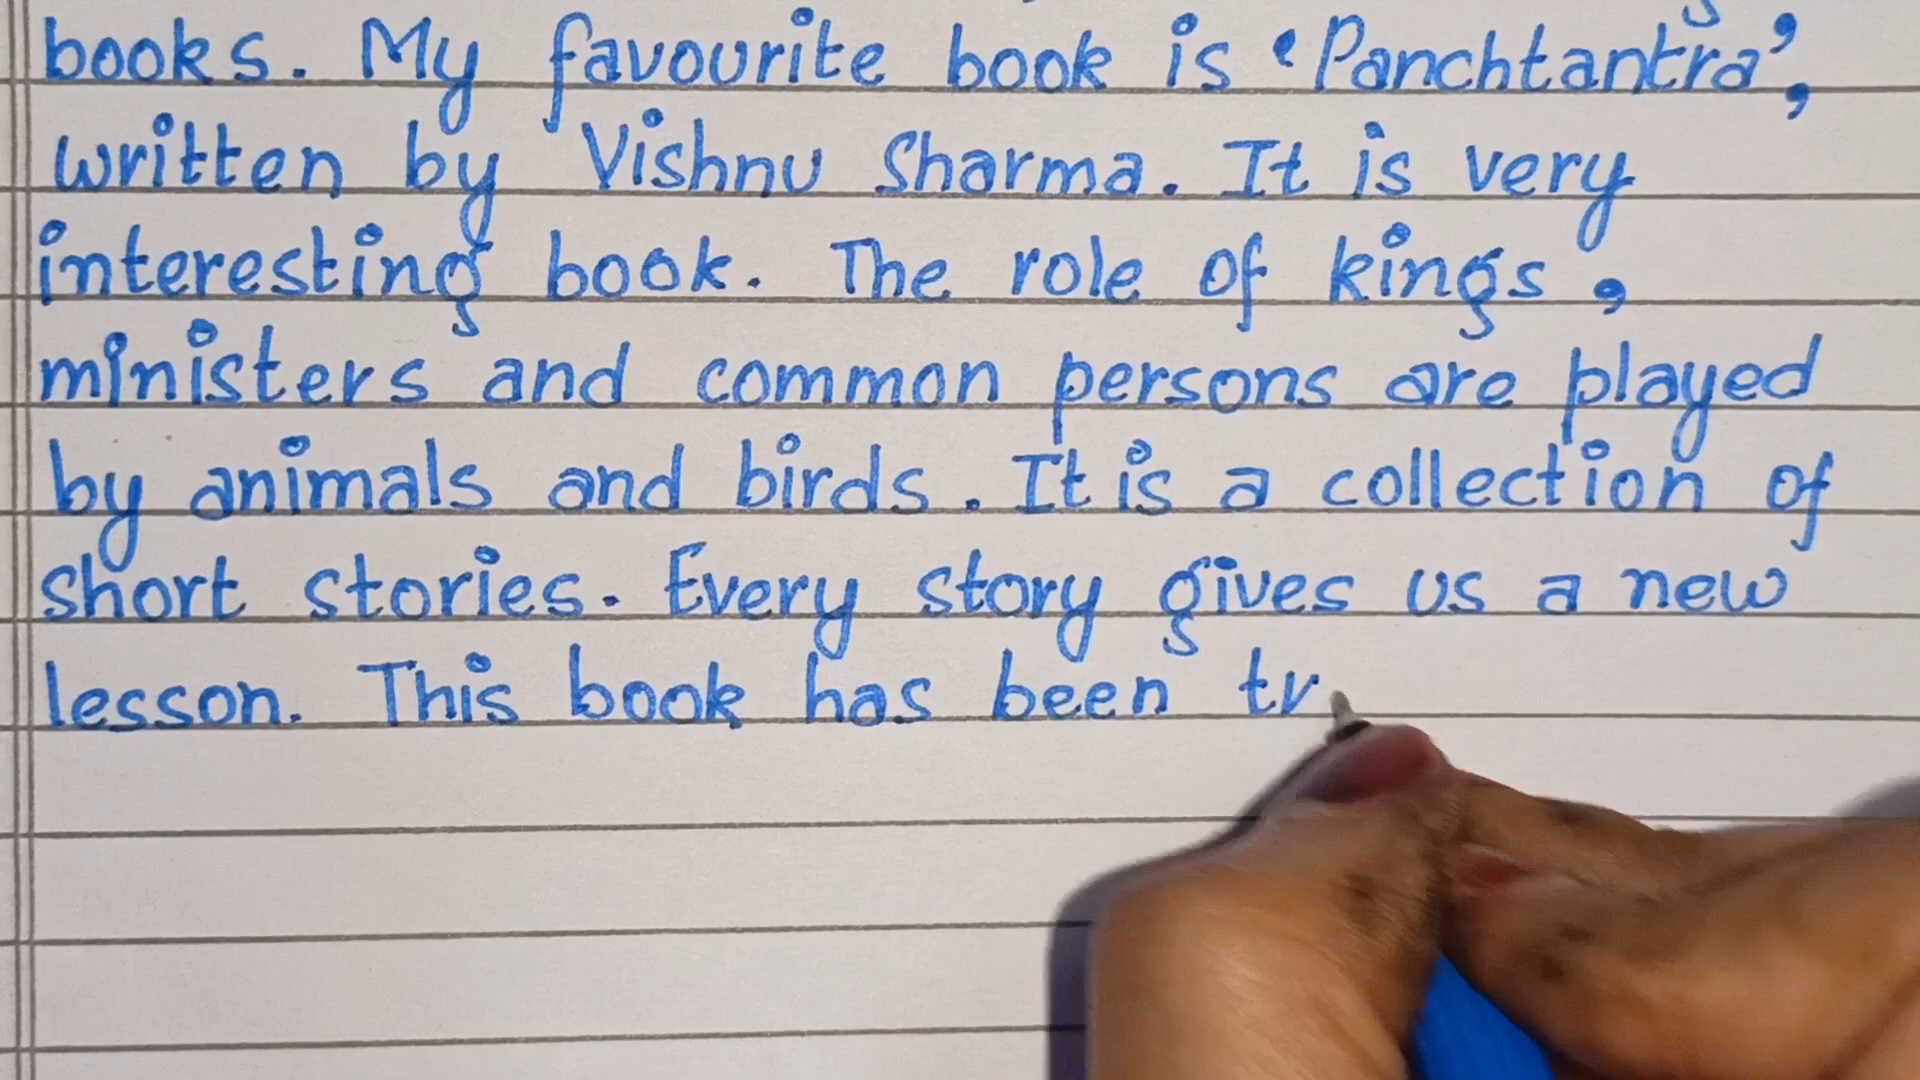 books. My favourite book is 'Panchtantra',
written by Vishnu Sharma. It is very
interesting book. The role of kings,
ministers and common persons are played
by animals and birds. It is a collection of
short stories. Every story gives us a new
lesson. This book has been tr